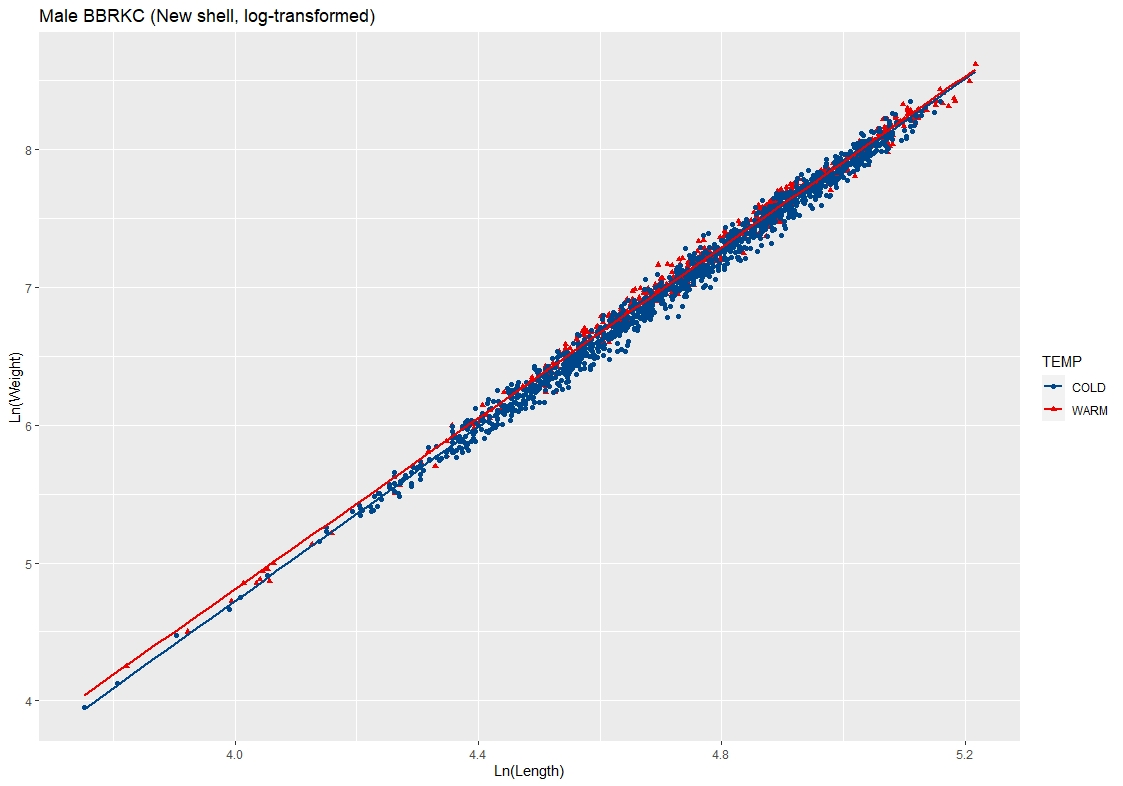 Male BBRKC (New shell, log-transformed)
Ln(Weight)
8
7
6
5
4
4.0
4.4
4.8
5.2
Ln(Length)
TEMP
COLD
WARM